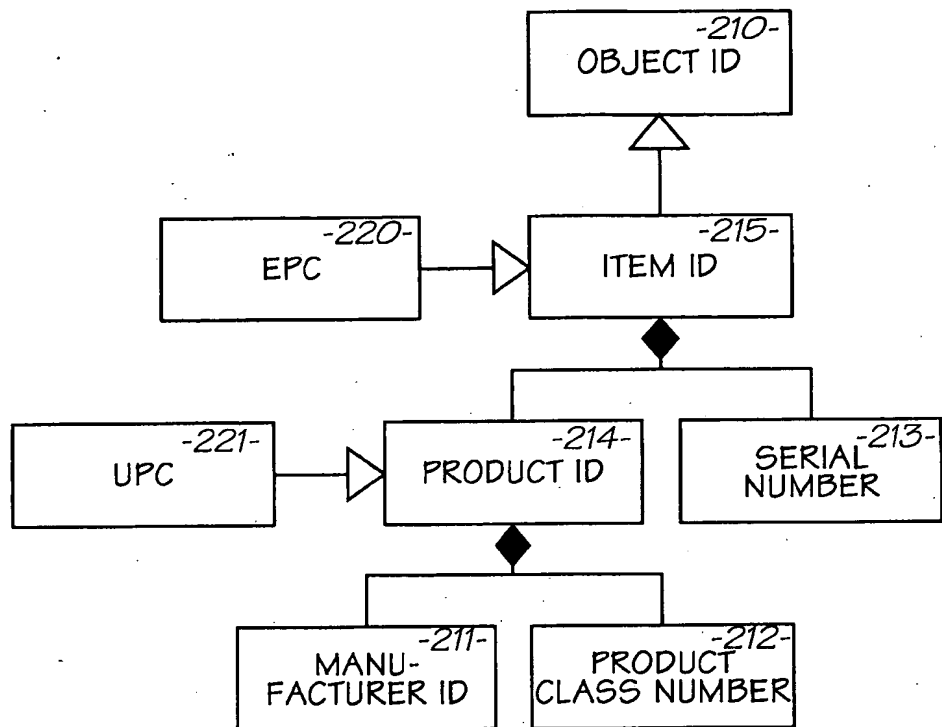 -210-
OBJECT ID
-220-
EPC
-215-
ITEM ID
-221-
UPC
-214-
PRODUCT ID
-213-
SERIAL
NUMBER
-211-
MANU-
FACTURER ID
-212-
PRODUCT
CLASS NUMBER